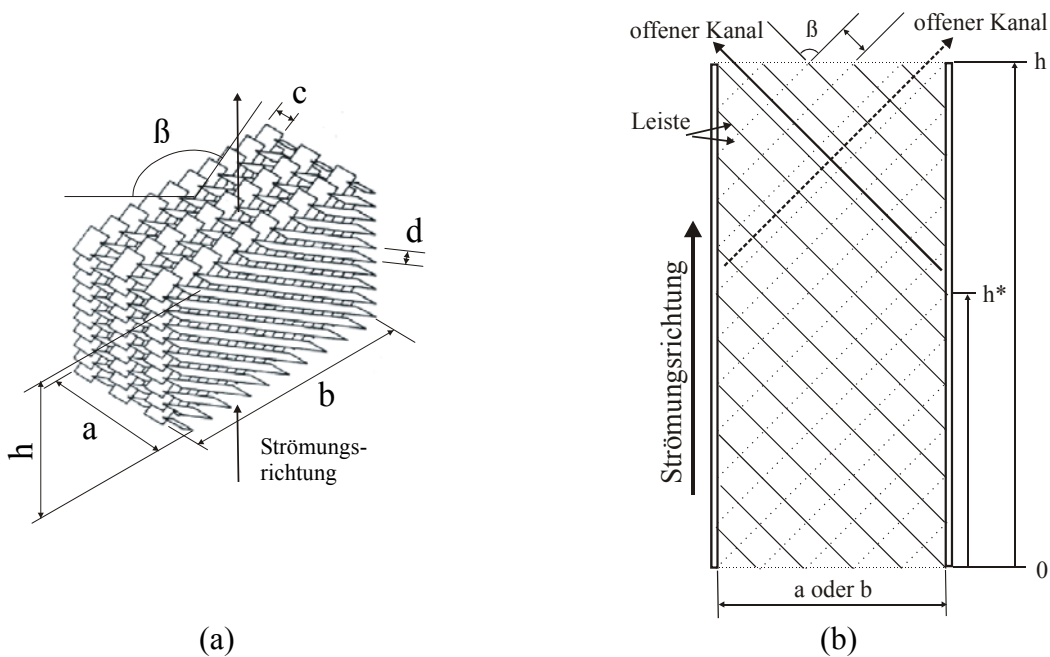 c
ß
d
b
a
h
Strömungs-
richtung
(a)
offener Kanal
ß
offener Kanal
h
Leiste
Strömungsrichtung
h*
0
a oder b
(b)